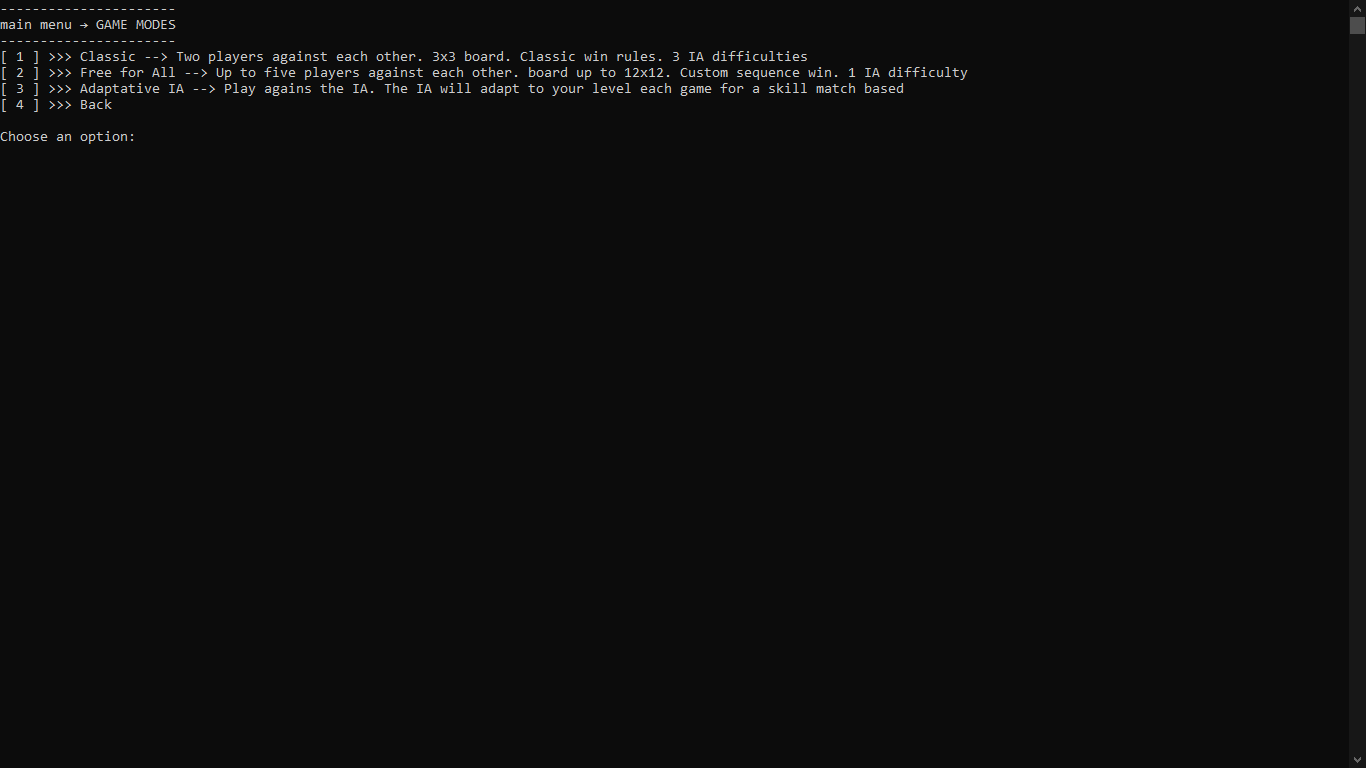 ----------------------
main menu → GAME MODES
----------------------
[ 1 ] >>> Classic --> Two players against each other. 3x3 board. Classic win rules. 3 IA difficulties
[ 2 ] >>> Free for All --> Up to five players against each other. board up to 12x12. Custom sequence win. 1 IA difficulty
[ 3 ] >>> Adaptative IA --> Play agains the IA. The IA will adapt to your level each game for a skill match based
[ 4 ] >>> Back
Choose an option: